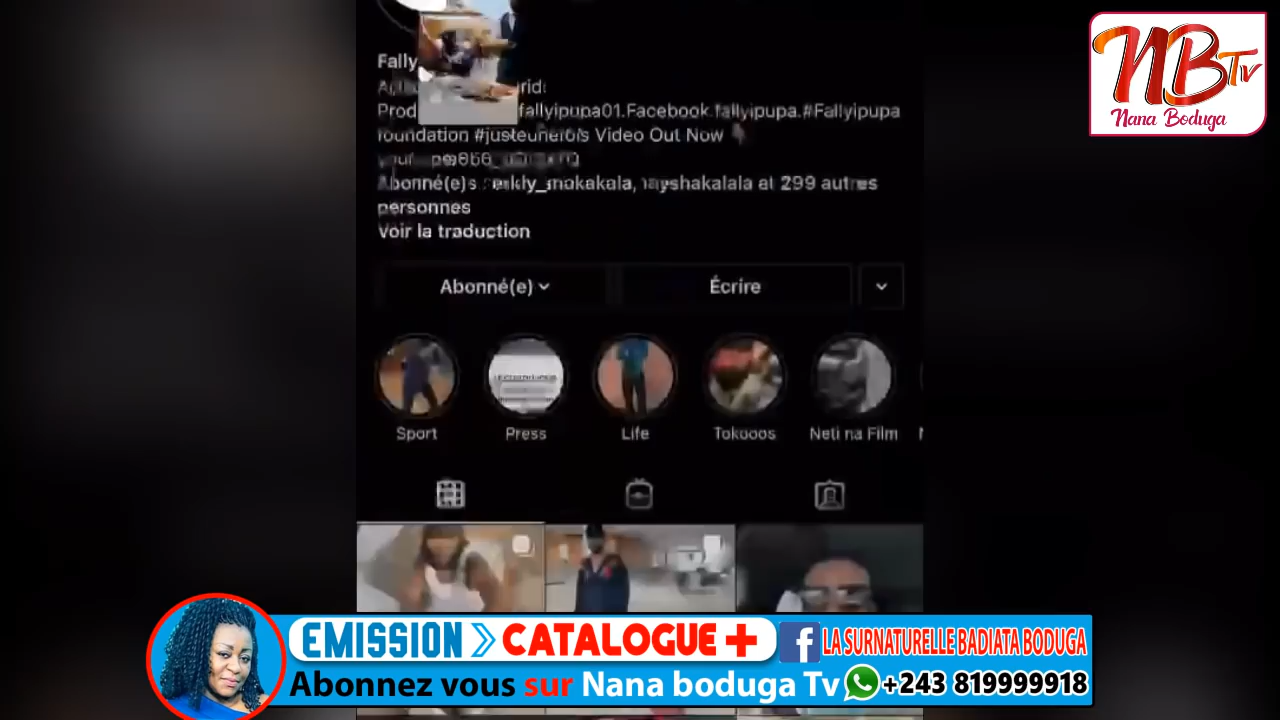 NB TV
Nana Boduga
Fally
fallyipupa01.Facebook fallyipupa.#Fallyipupa
foundation #justeunefois Video Out Now
Abonné(e)s et 299 autres
personnes
Voir la traduction
Abonné(e)
Écrire
Sport
Press
Life
Tokooos
Neti na Film
EMISSION CATALOGUE+
LA SURNATURELLE BADIATA BODUGA
Abonnez vous sur Nana boduga Tv
+243 819999918